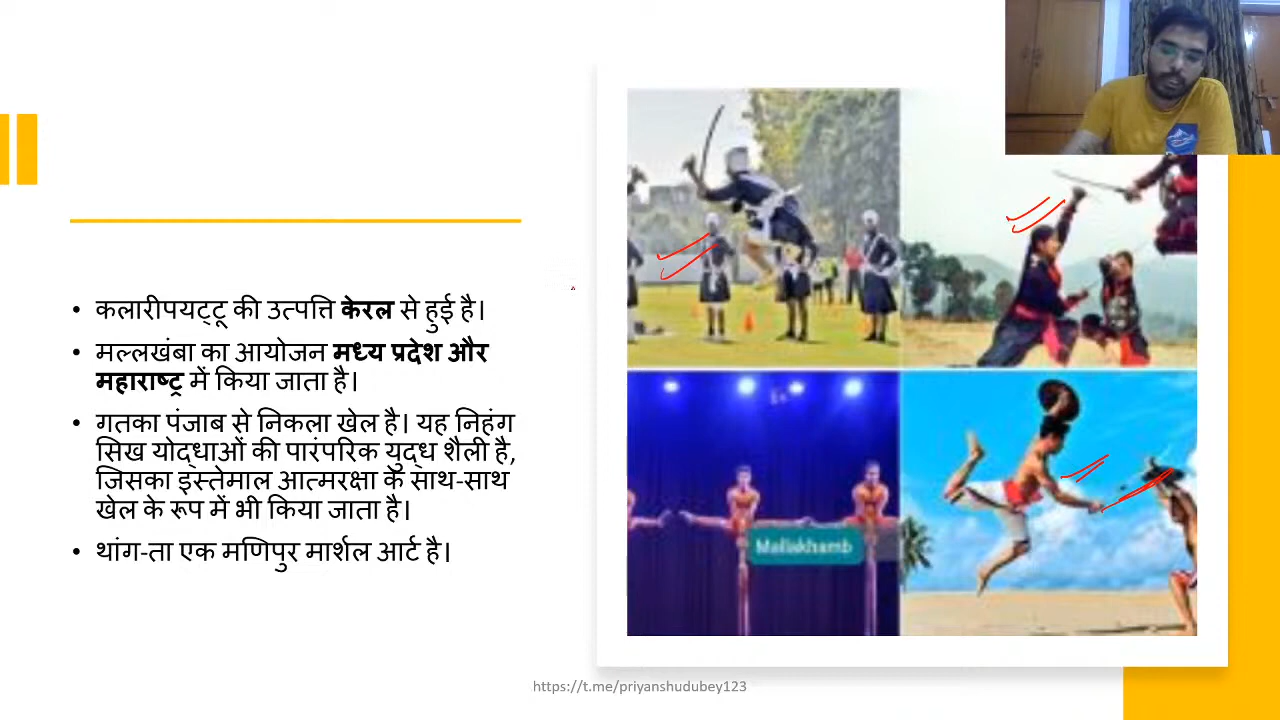 • कलारीपयट्टू की उत्पत्ति केरल से हुई है।
• मल्लखंबा का आयोजन मध्य प्रदेश और
महाराष्ट्र में किया जाता है।
• गतका पंजाब से निकला खेल है। यह निहंग
सिख योद्धाओं की पारंपरिक युद्ध शैली है,
जिसका इस्तेमाल आत्मरक्षा के साथ-साथ
खेल के रूप में भी किया जाता है।
• थांग-ता एक मणिपुर मार्शल आर्ट है।
Mallakhamb
https://t.me/priyanshudubey123